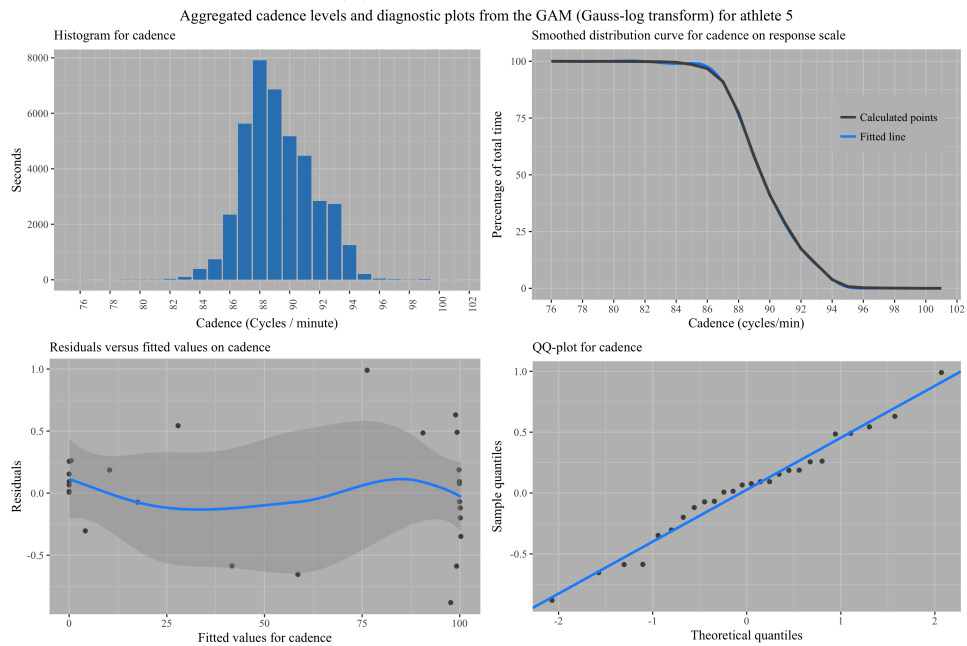 Aggregated cadence levels and diagnostic plots from the GAM (Gauss-log transform) for athlete 5
Histogram for cadence
8000
6000
4000
2000
0
Seconds
76 78 80 82 84 86 88 90 92 94 96 98 100 102
Cadence (Cycles / minute)
Smoothed distribution curve for cadence on response scale
100
75
50
25
0
Percentage of total time
Calculated points
Fitted line
76 78 80 82 84 86 88 90 92 94 96 98 100 102
Cadence (cycles/min)
Residuals versus fitted values on cadence
1.0
0.5
0.0
-0.5
Residuals
0 25 50 75 100
Fitted values for cadence
QQ-plot for cadence
1.0
0.5
0.0
-0.5
Sample quantiles
-2 -1 0 1 2
Theoretical quantiles